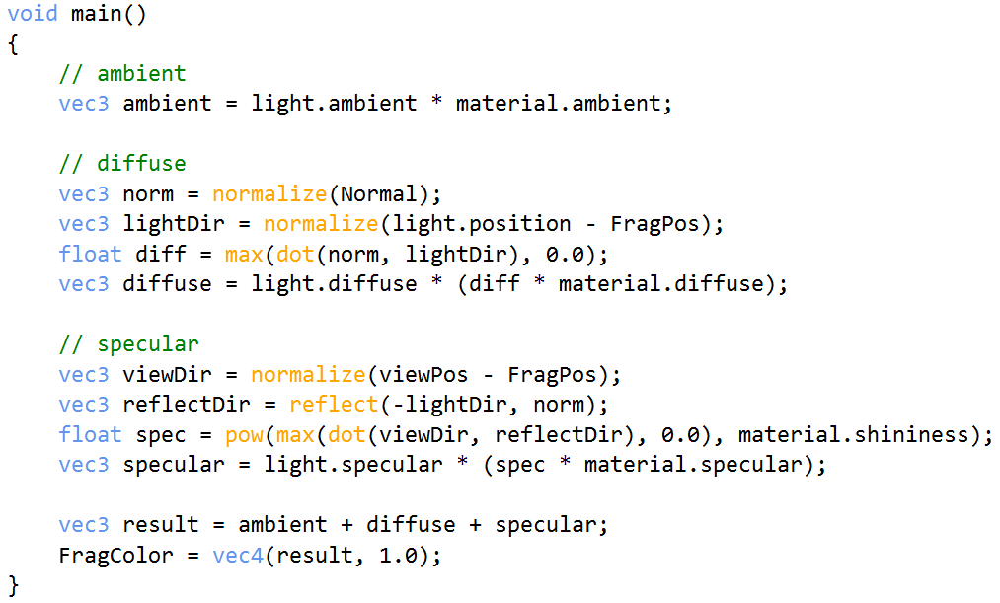 void main()
{
    // ambient
    vec3 ambient = light.ambient * material.ambient;

    // diffuse
    vec3 norm = normalize(Normal);
    vec3 lightDir = normalize(light.position - FragPos);
    float diff = max(dot(norm, lightDir), 0.0);
    vec3 diffuse = light.diffuse * (diff * material.diffuse);

    // specular
    vec3 viewDir = normalize(viewPos - FragPos);
    vec3 reflectDir = reflect(-lightDir, norm);
    float spec = pow(max(dot(viewDir, reflectDir), 0.0), material.shininess);
    vec3 specular = light.specular * (spec * material.specular);

    vec3 result = ambient + diffuse + specular;
    FragColor = vec4(result, 1.0);
}